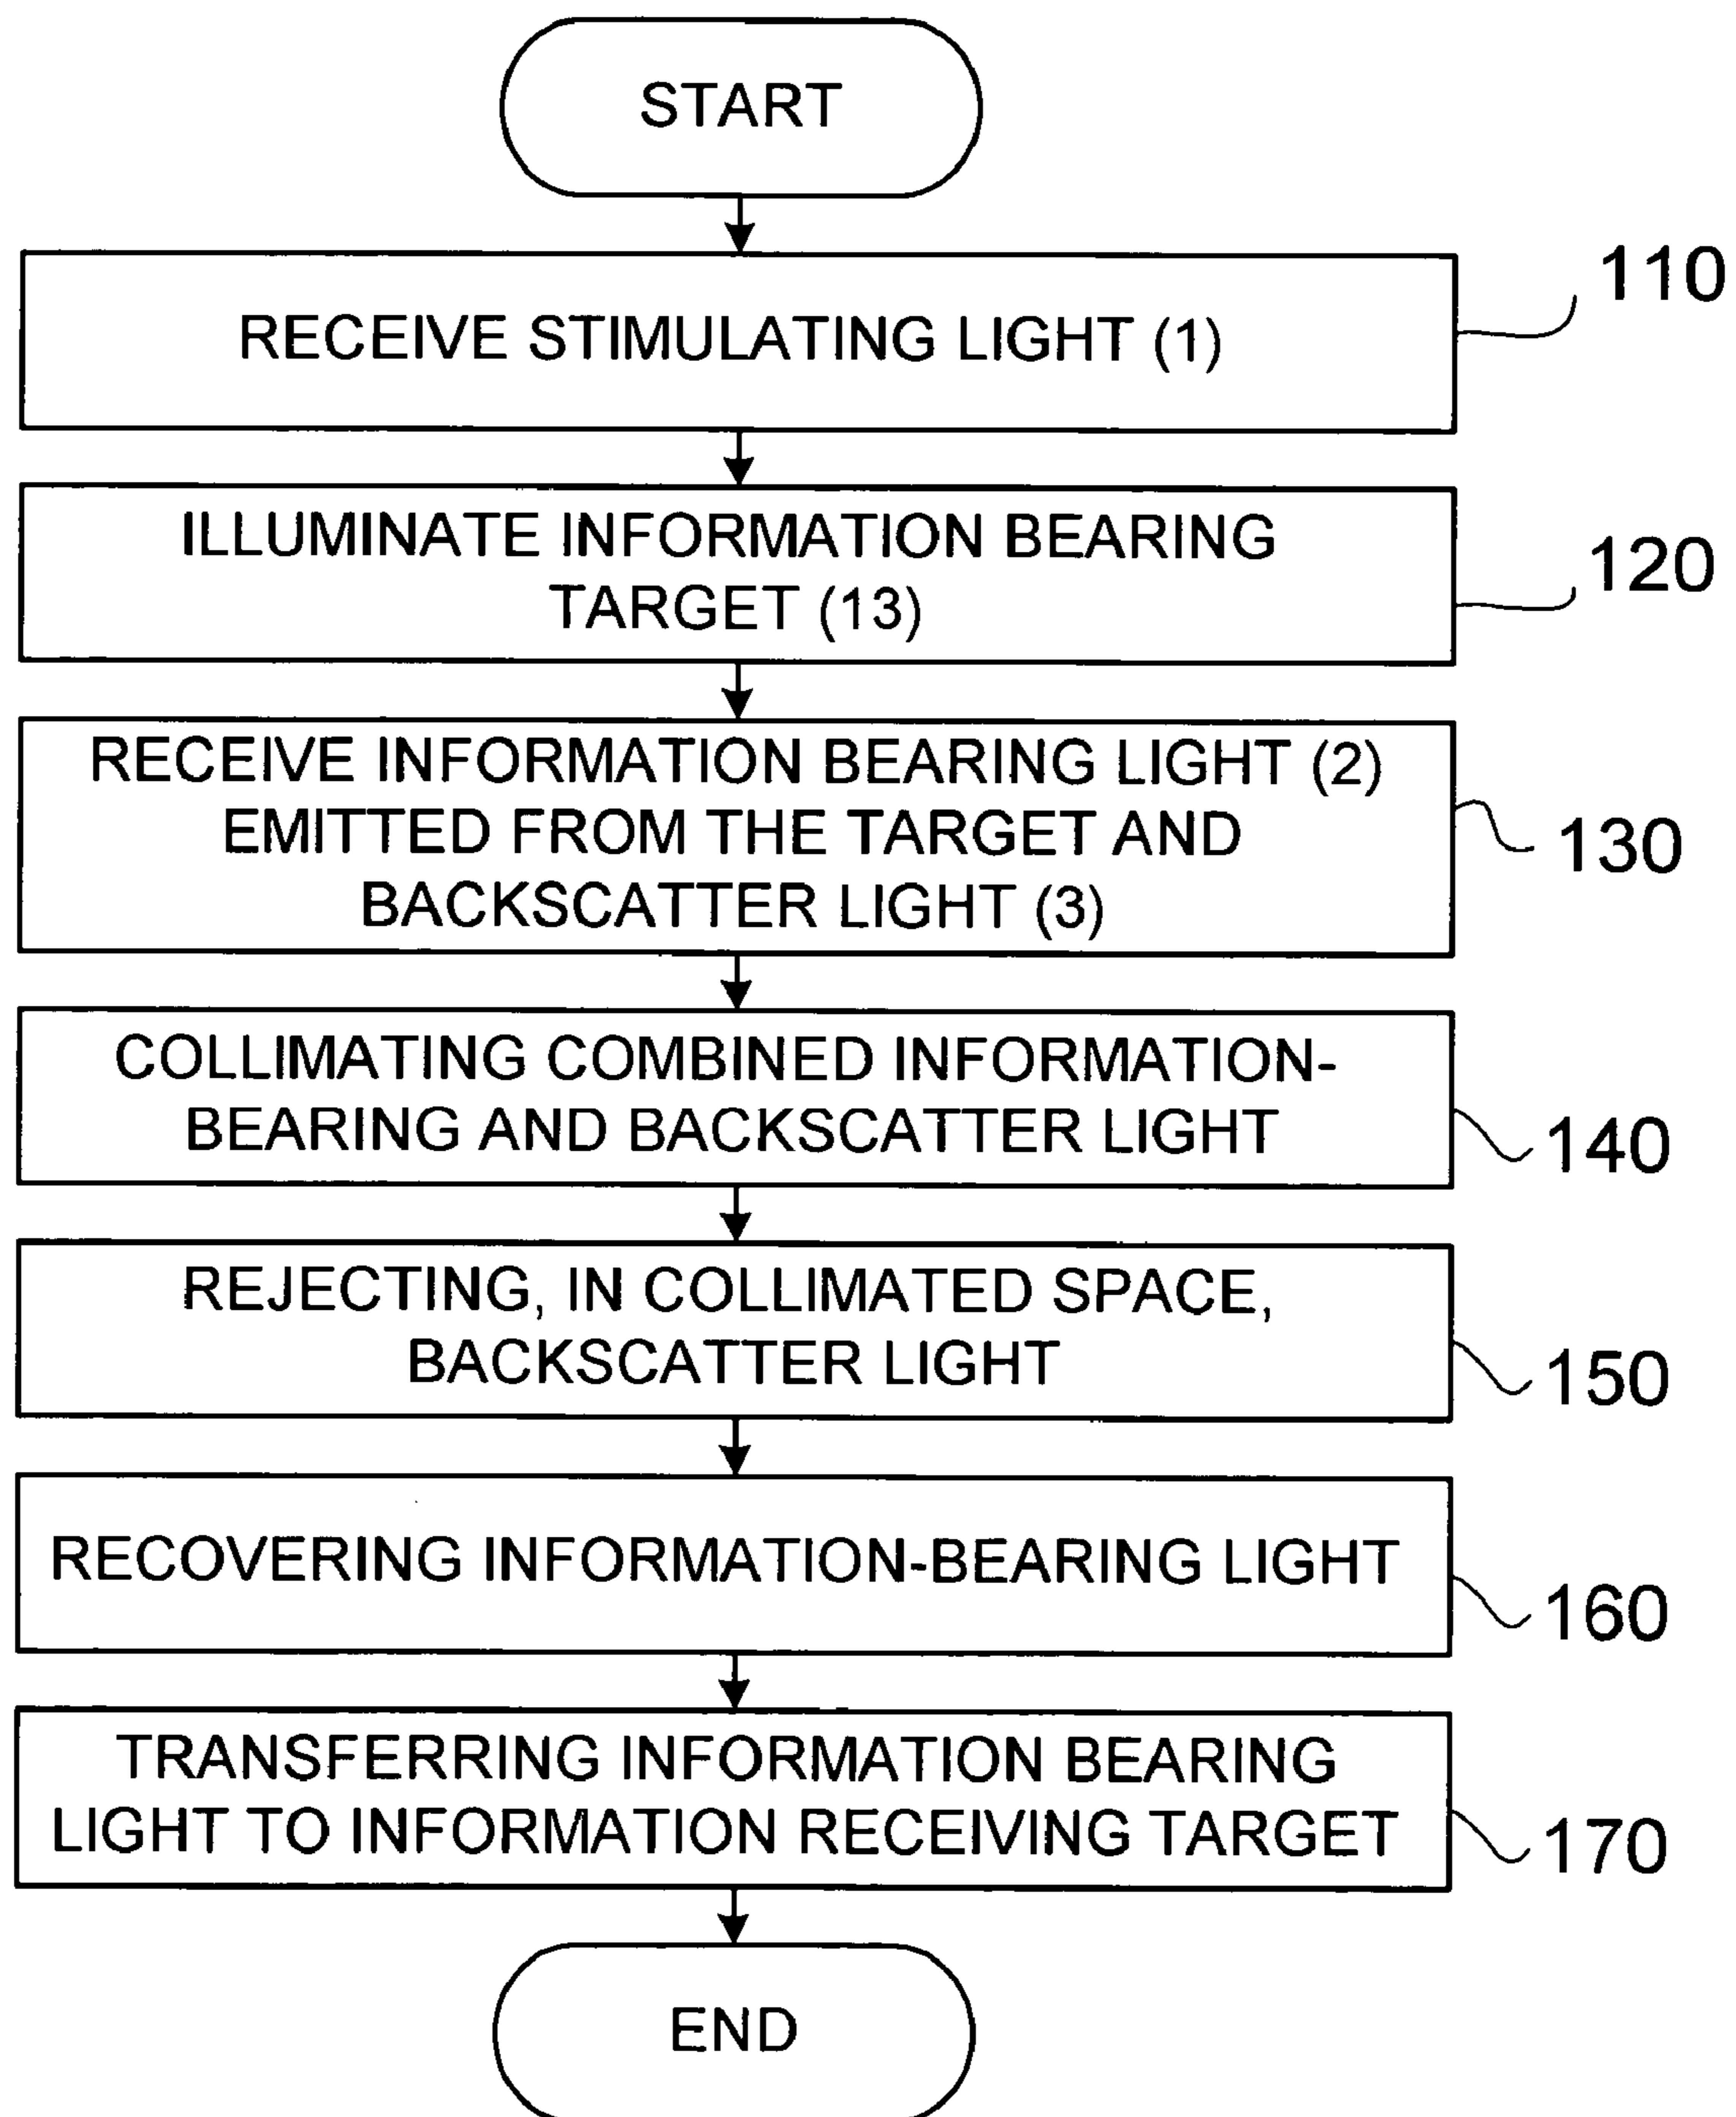 START
RECEIVE STIMULATING LIGHT (1)
110
ILLUMINATE INFORMATION BEARING
TARGET (13)
120
RECEIVE INFORMATION BEARING LIGHT (2)
EMITTED FROM THE TARGET AND
BACKSCATTER LIGHT (3)
130
COLLIMATING COMBINED INFORMATION-
BEARING AND BACKSCATTER LIGHT
140
REJECTING, IN COLLIMATED SPACE,
BACKSCATTER LIGHT
150
RECOVERING INFORMATION-BEARING LIGHT
160
TRANSFERRING INFORMATION BEARING
LIGHT TO INFORMATION RECEIVING TARGET
170
END